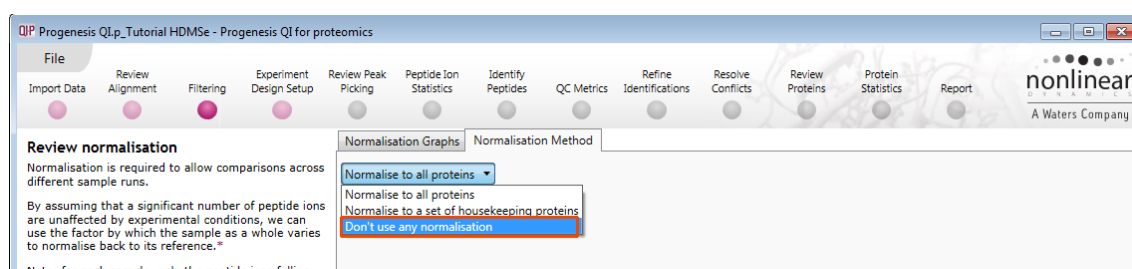 QIP Progenesis QI.p_Tutorial HDMSe - Progenesis QI for proteomics
File
Import Data
Review Alignment
Filtering
Experiment Design Setup
Review Peak Picking
Peptide Ion Statistics
Identify Peptides
QC Metrics
Refine Identifications
Resolve Conflicts
Review Proteins
Protein Statistics
Report
nonlinear
DYNAMICS
A Waters Company
Review normalisation
Normalisation is required to allow comparisons across
different sample runs.
By assuming that a significant number of peptide ions
are unaffected by experimental conditions, we can
use the factor by which the sample as a whole varies
to normalise back to its reference.*
Normalisation Graphs
Normalisation Method
Normalise to all proteins
Normalise to all proteins
Normalise to a set of housekeeping proteins
Don't use any normalisation